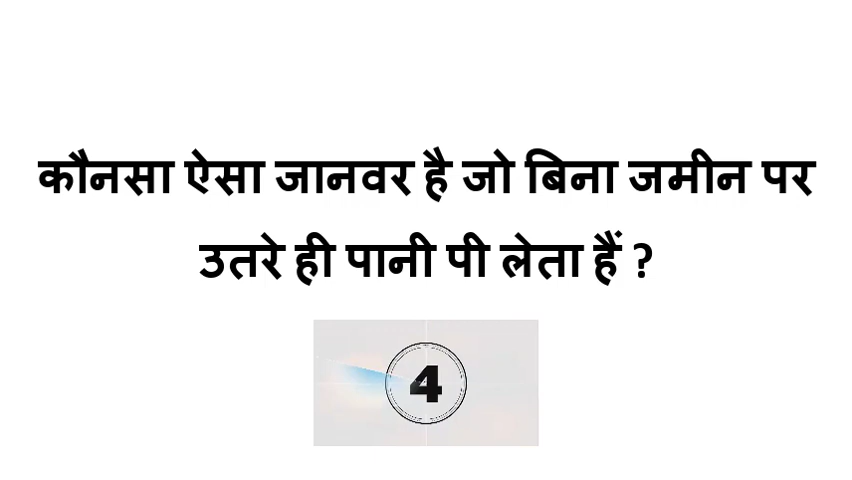 कौनसा ऐसा जानवर है जो बिना जमीन पर
उतरे ही पानी पी लेता हैं ?
4